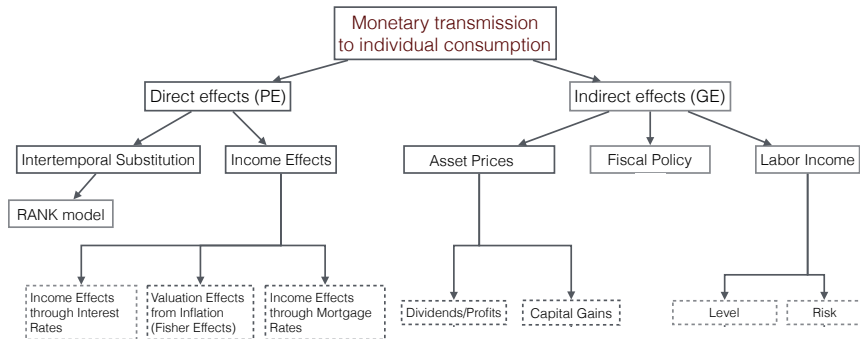 Monetary transmission
to individual consumption
Direct effects (PE)
Indirect effects (GE)
Intertemporal Substitution
Income Effects
Asset Prices
Fiscal Policy
Labor Income
RANK model
Income Effects
through Interest
Rates
Valuation Effects
from Inflation
(Fisher Effects)
Income Effects
through Mortgage
Rates
Dividends/Profits
Capital Gains
Level
Risk